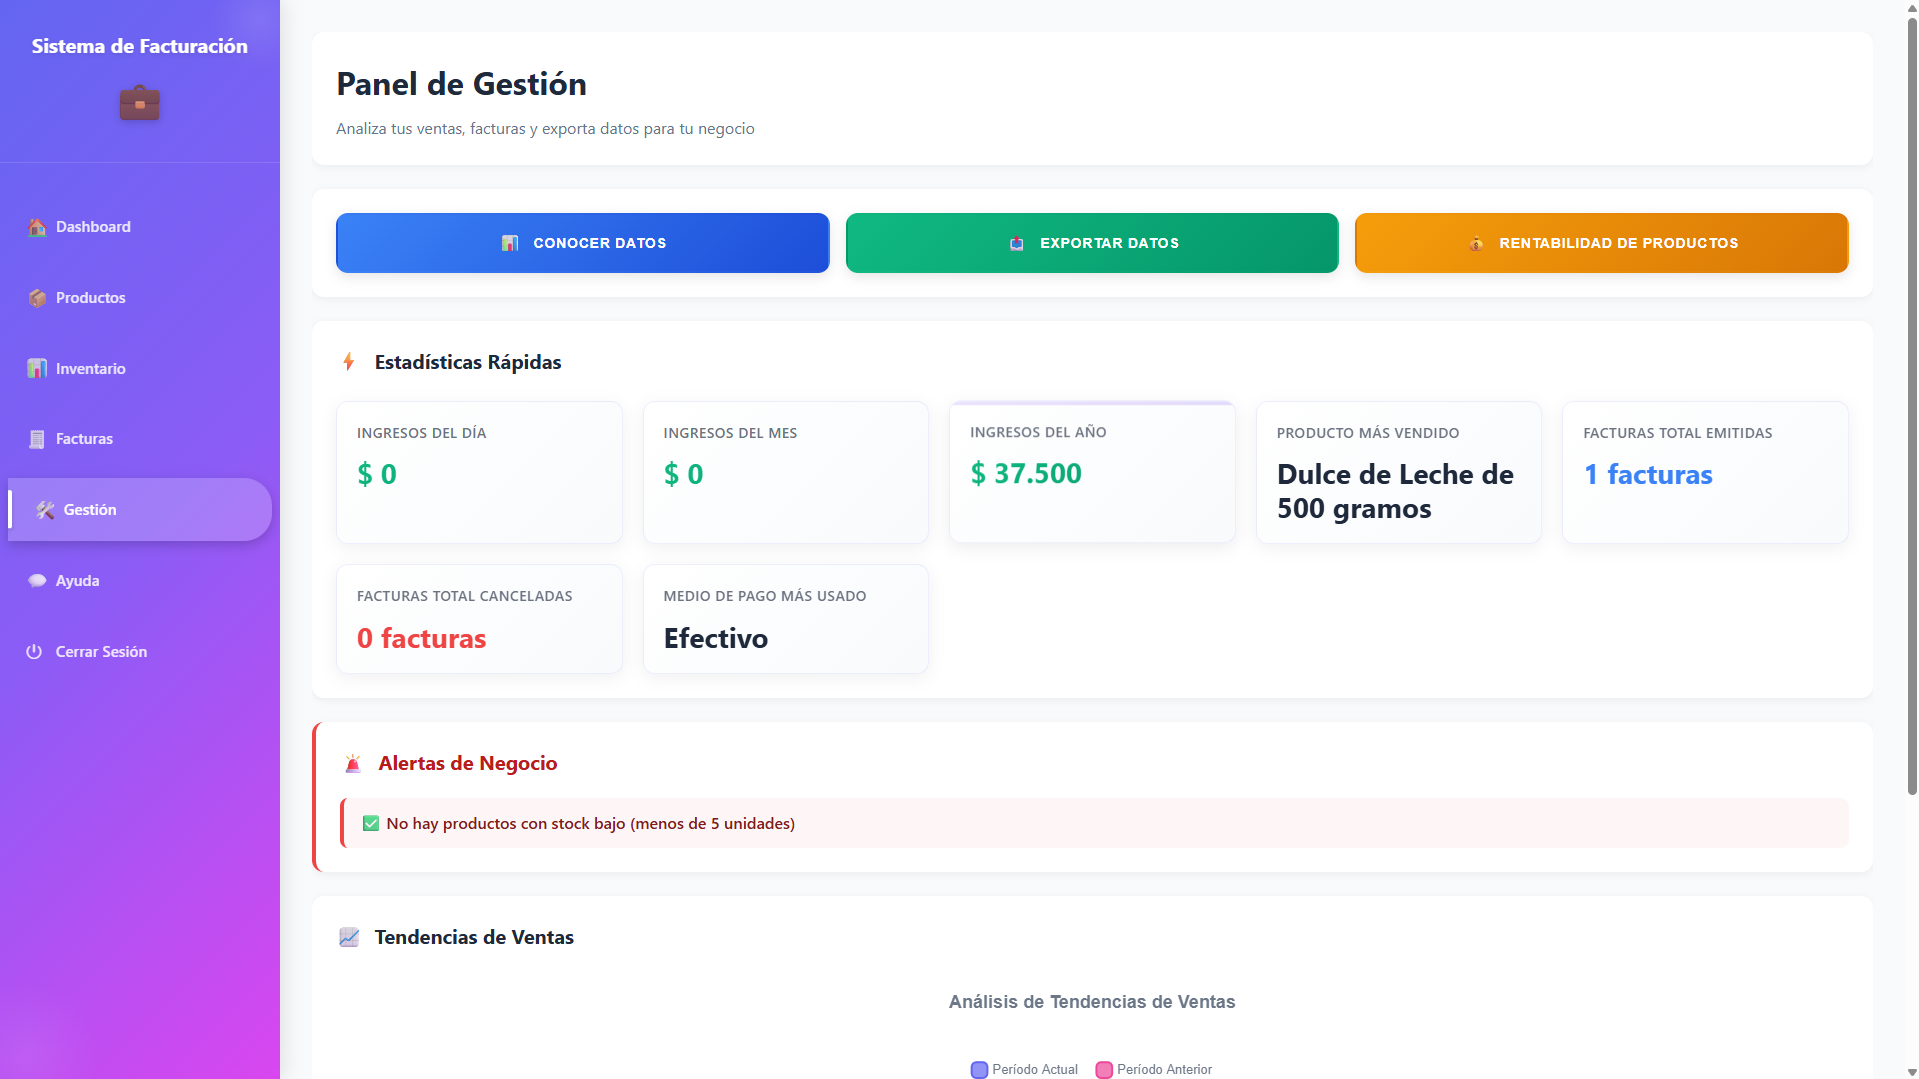 Sistema de Facturación
Dashboard
Productos
Inventario
Facturas
Gestión
Ayuda
Cerrar Sesión
Panel de Gestión
Analiza tus ventas, facturas y exporta datos para tu negocio
CONOCER DATOS
EXPORTAR DATOS
RENTABILIDAD DE PRODUCTOS
Estadísticas Rápidas
INGRESOS DEL DÍA
$ 0
INGRESOS DEL MES
$ 0
INGRESOS DEL AÑO
$ 37.500
PRODUCTO MÁS VENDIDO
Dulce de Leche de
500 gramos
FACTURAS TOTAL EMITIDAS
1 facturas
FACTURAS TOTAL CANCELADAS
0 facturas
MEDIO DE PAGO MÁS USADO
Efectivo
Alertas de Negocio
No hay productos con stock bajo (menos de 5 unidades)
Tendencias de Ventas
Análisis de Tendencias de Ventas
Período Actual
Período Anterior